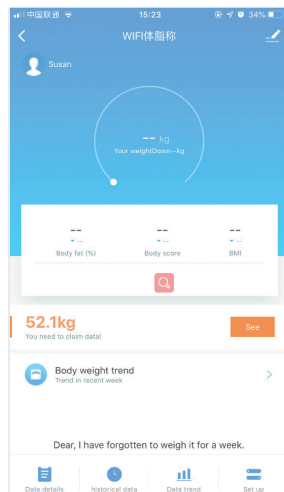 中国联通 15:23 34%
WIFI体脂称
Susan
-- kg
Your weightDown--kg
-- -- --
-- -- --
Body fat (%) Body score BMI
52.1kg
You need to claim data!
See
Body weight trend
Trend in recent week
Dear, I have forgotten to weigh it for a week.
Data details historical data Data trend Set up